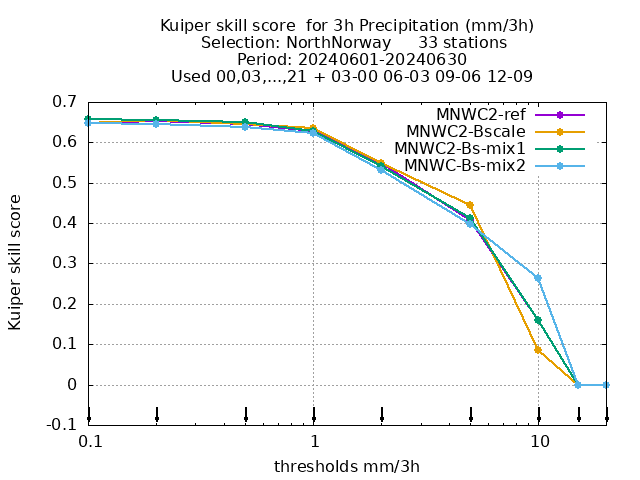 Kuiper skill score  for 3h Precipitation (mm/3h)
Selection: NorthNorway     33 stations
Period: 20240601-20240630
Used 00,03,...,21 + 03-00 06-03 09-06 12-09
0.7
0.6
0.5
0.4
0.3
0.2
0.1
0
-0.1
Kuiper skill score
MNWC2-ref
MNWC2-Bscale
MNWC2-Bs-mix1
MNWC-Bs-mix2
0.1 1 10
thresholds mm/3h